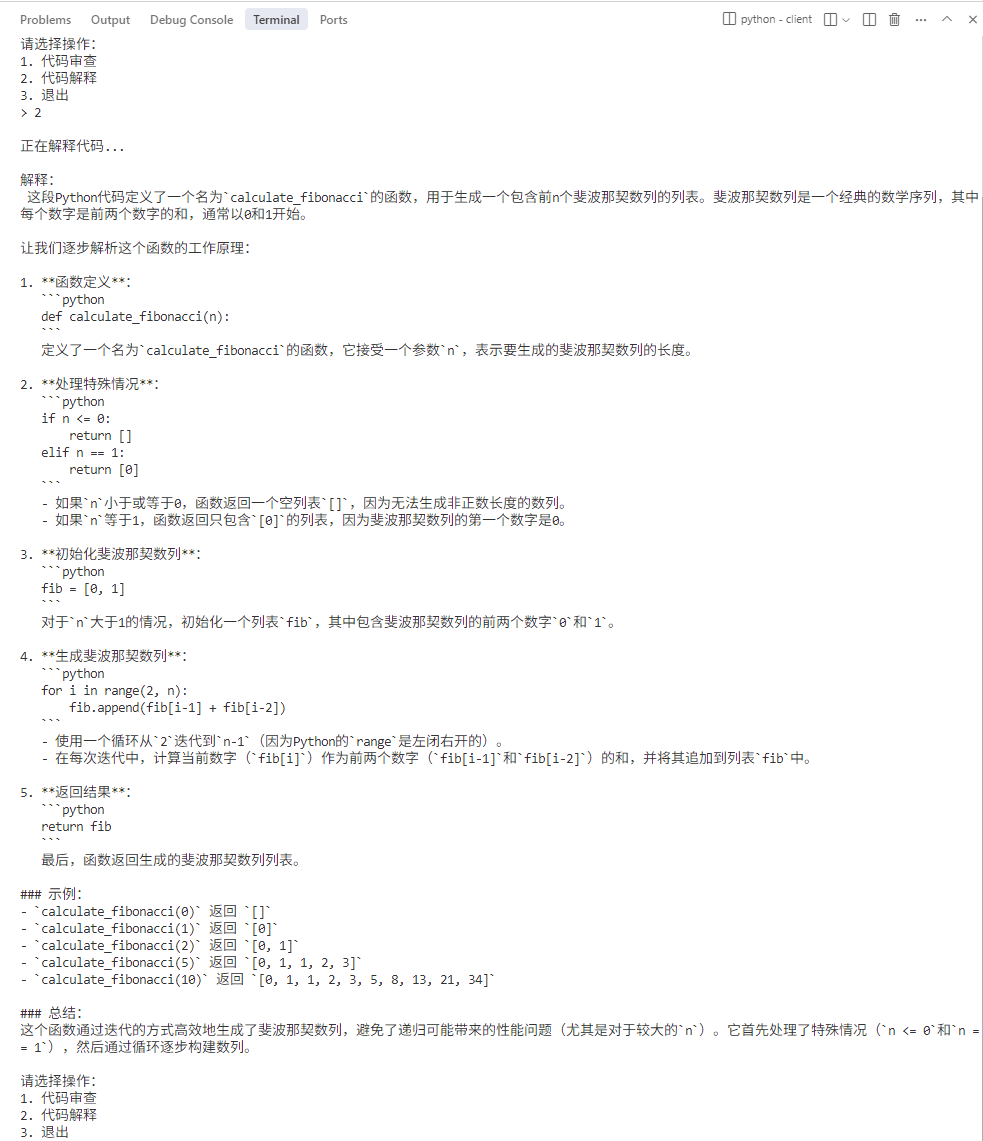 Problems Output Debug Console Terminal Ports python - client
请选择操作:
1. 代码审查
2. 代码解释
3. 退出
> 2
正在解释代码...
解释:
这段Python代码定义了一个名为`calculate_fibonacci`的函数，用于生成一个包含前n个斐波那契数列的列表。斐波那契数列是一个经典的数学序列，其中
每个数字是前两个数字的和，通常以0和1开始。
让我们逐步解析这个函数的工作原理：
1. **函数定义**：
```python
def calculate_fibonacci(n):
```
定义了一个名为`calculate_fibonacci`的函数，它接受一个参数`n`，表示要生成的斐波那契数列的长度。
2. **处理特殊情况**：
```python
if n <= 0:
    return []
elif n == 1:
    return [0]
```
- 如果`n`小于或等于0，函数返回一个空列表`[]`，因为无法生成非正数长度的数列。
- 如果`n`等于1，函数返回只包含`[0]`的列表，因为斐波那契数列的第一个数字是0。
3. **初始化斐波那契数列**：
```python
fib = [0, 1]
```
对于`n`大于1的情况，初始化一个列表`fib`，其中包含斐波那契数列的前两个数字`0`和`1`。
4. **生成斐波那契数列**：
```python
for i in range(2, n):
    fib.append(fib[i-1] + fib[i-2])
```
- 使用一个循环从`2`迭代到`n-1`（因为Python的`range`是左闭右开的）。
- 在每次迭代中，计算当前数字（`fib[i]`）作为前两个数字（`fib[i-1]`和`fib[i-2]`）的和，并将其追加到列表`fib`中。
5. **返回结果**：
```python
return fib
```
最后，函数返回生成的斐波那契数列列表。
### 示例：
- `calculate_fibonacci(0)` 返回 `[]`
- `calculate_fibonacci(1)` 返回 `[0]`
- `calculate_fibonacci(2)` 返回 `[0, 1]`
- `calculate_fibonacci(5)` 返回 `[0, 1, 1, 2, 3]`
- `calculate_fibonacci(10)` 返回 `[0, 1, 1, 2, 3, 5, 8, 13, 21, 34]`
### 总结：
这个函数通过迭代的方式高效地生成了斐波那契数列，避免了递归可能带来的性能问题（尤其是对于较大的`n`）。它首先处理了特殊情况（`n <= 0`和`n =
= 1`），然后通过循环逐步构建数列。
请选择操作:
1. 代码审查
2. 代码解释
3. 退出